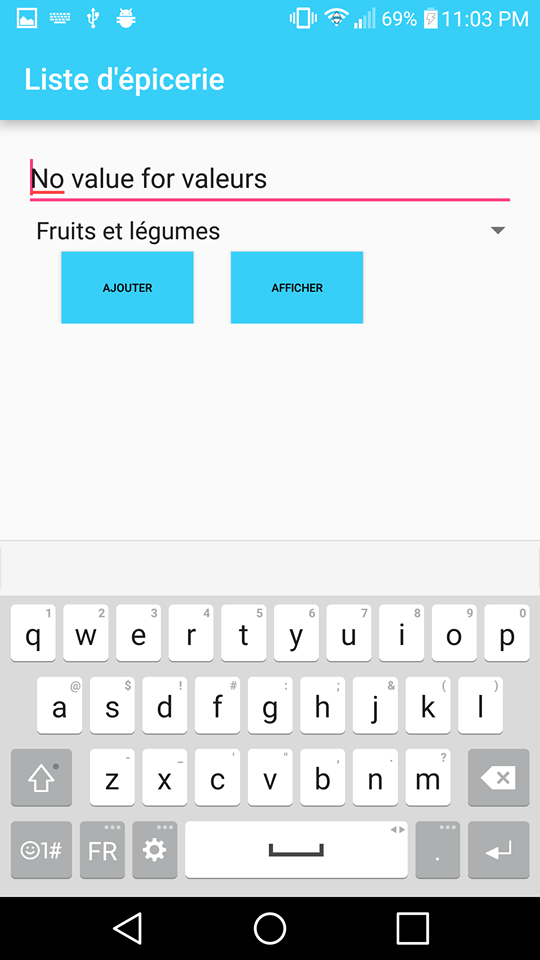 69% 11:03 PM
Liste d'épicerie
No value for valeurs
Fruits et légumes
AJOUTER AFFICHER
1 2 3 4 5 6 7 8 9 0
q w e r t y u i o p
@ $ ! # : ; & ( )
a s d f g h j k l
- _ ' " , . ?
z x c v b n m
1# FR .